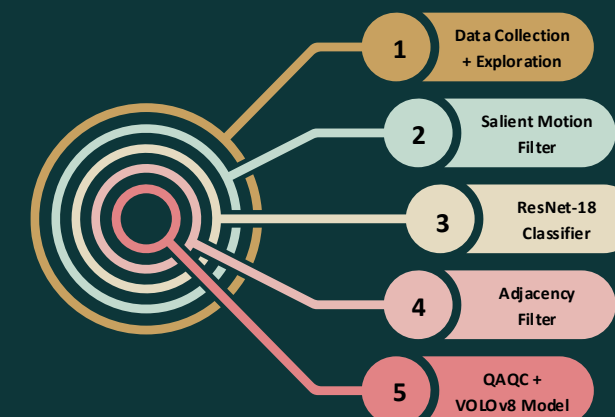 1
Data Collection
+ Exploration
2
Salient Motion
Filter
3
ResNet-18
Classifier
4
Adjacency
Filter
5
QAQC +
VOLOv8 Model